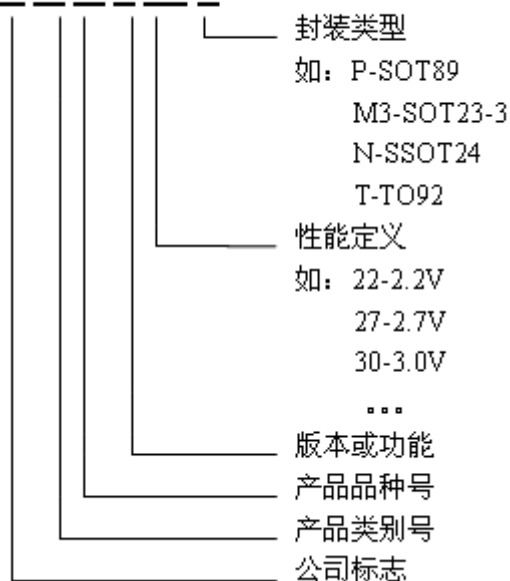 封装类型
如：P-SOT89
M3-SOT23-3
N-SSOT24
T-TO92
性能定义
如：22-2.2V
27-2.7V
30-3.0V
...
版本或功能
产品品种号
产品类别号
公司标志